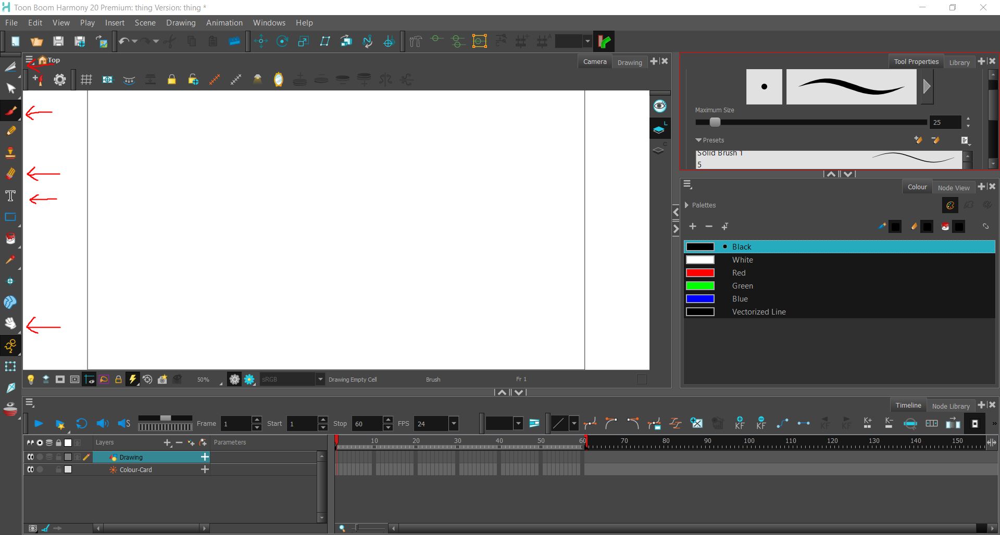 Toon Boom Harmony 20 Premium: thing Version: thing *
File Edit View Play Insert Scene Drawing Animation Windows Help
Top
Camera
Drawing
Tool Properties
Library
Maximum Size
25
Presets
Solid Brush 1
5
L
C
Colour
Node View
Palettes
T
Black
White
Red
Green
Blue
Vectorized Line
50%
sRGB
Drawing Empty Cell
Brush
Fr 1
Timeline
Node Library
S
Frame 1
Start 1
Stop 60
FPS 24
KF
KF
KF
KF
K+
K-
Layers
Parameters
10 20 30 40 50 60 70 80 90 100 110 120 130 140 150
Drawing
Colour-Card